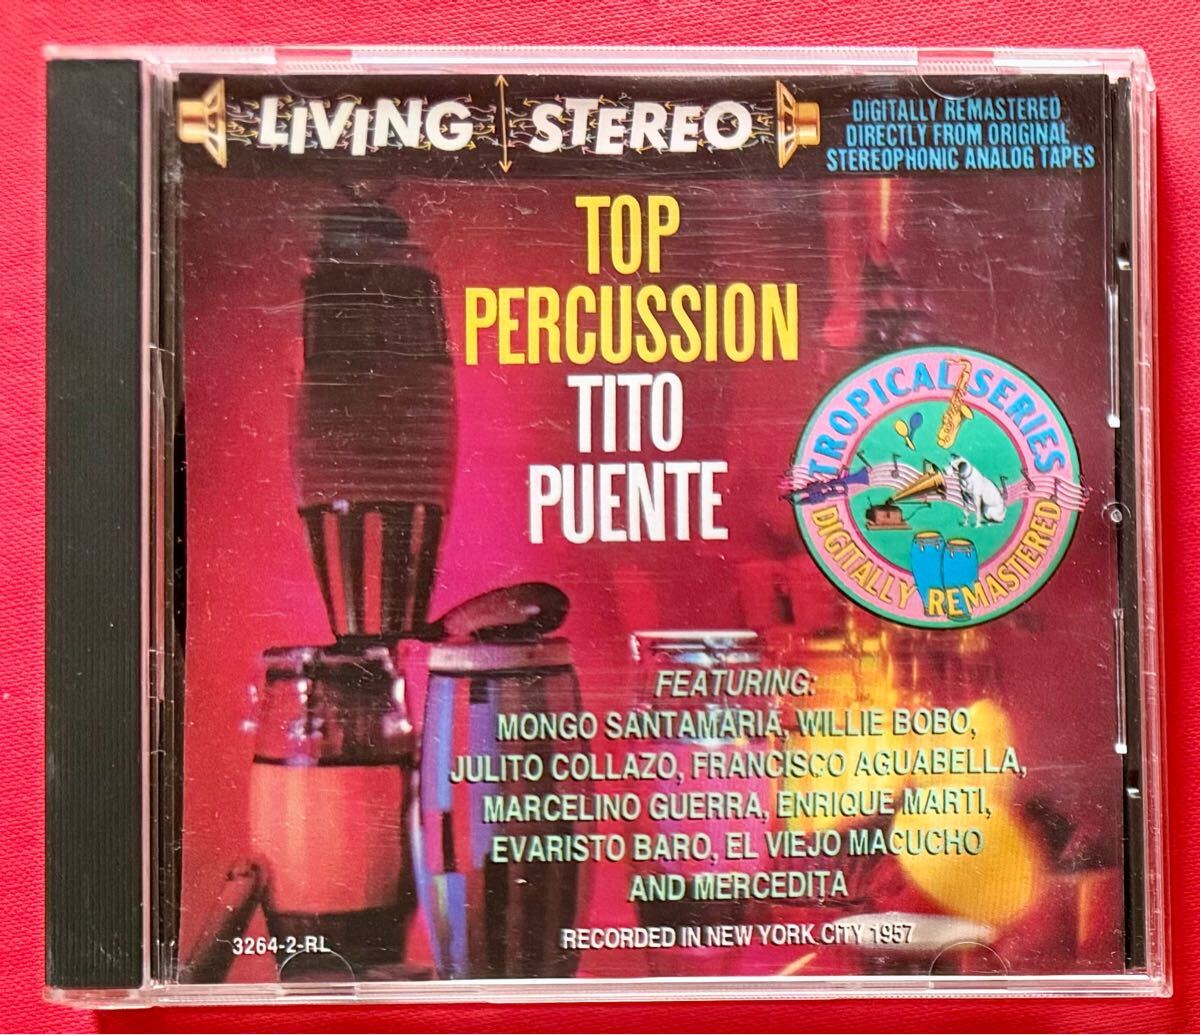 LIVING STEREO
DIGITALLY REMASTERED
DIRECTLY FROM ORIGINAL
STEREOPHONIC ANALOG TAPES
TOP
PERCUSSION
TITO
PUENTE
TROPICAL SERIES
DIGITALLY REMASTERED
FEATURING:
MONGO SANTAMARIA, WILLIE BOBO,
JULITO COLLAZO, FRANCISCO AGUABELLA,
MARCELINO GUERRA, ENRIQUE MARTI,
EVARISTO BARO, EL VIEJO MACUCHO
AND MERCEDITA
3264-2-RL
RECORDED IN NEW YORK CITY 1957